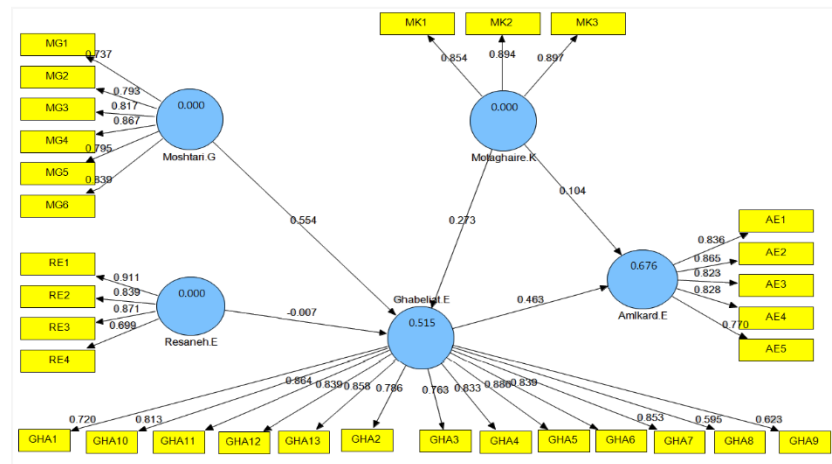 MK1 MK2 MK3
MG1
MG2
MG3
MG4
MG5
MG6
0.737
0.793
0.817
0.867
0.795
0.839
0.000
Moshtari.G
0.854
0.894
0.897
0.000
Motaghaire.K
0.554
0.273
0.104
RE1
RE2
RE3
RE4
0.911
0.839
0.871
0.699
0.000
Resaneh.E
-0.007
Ghabeliat.E
0.515
0.463
0.676
Amlkard.E
AE1
AE2
AE3
AE4
AE5
0.836
0.865
0.823
0.828
0.770
0.720
0.813
0.864
0.839
0.858
0.763
0.833
0.839
0.853
0.595
0.623
GHA1 GHA10 GHA11 GHA12 GHA13 GHA2 GHA3 GHA4 GHA5 GHA6 GHA7 GHA8 GHA9